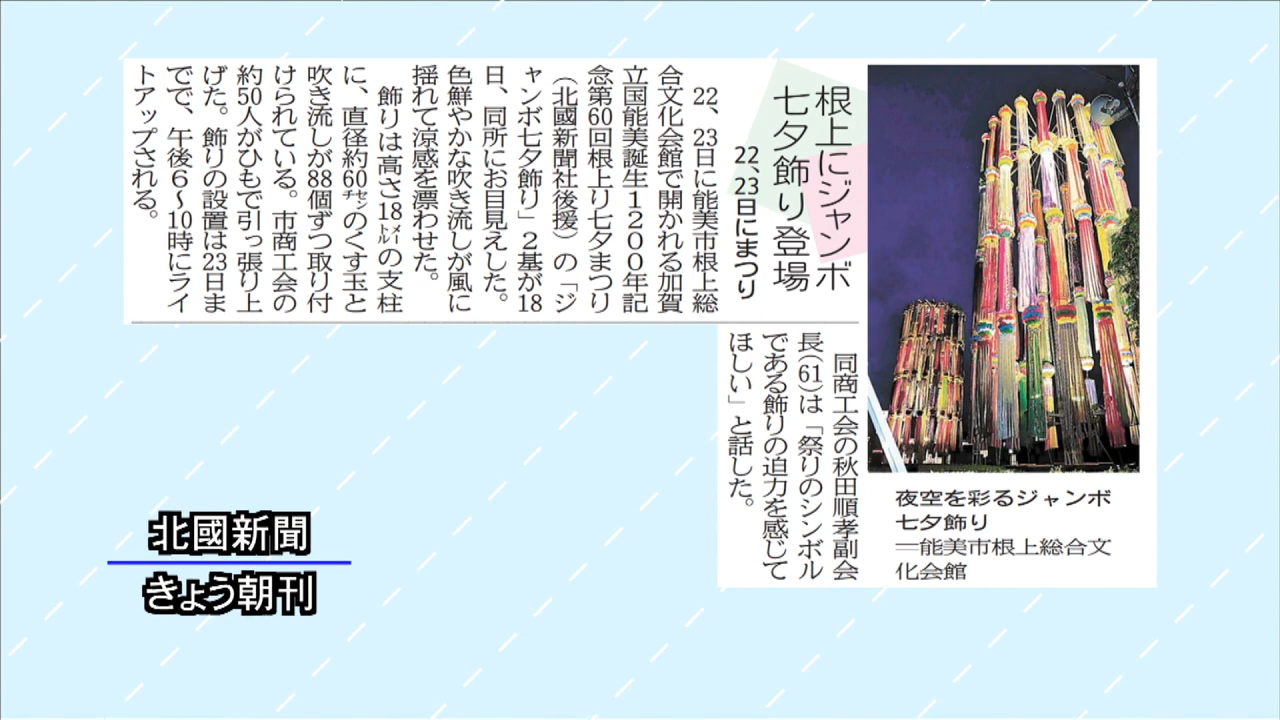 根上にジャンボ
七夕飾り登場
22、23日にまつり
22、23日に能美市根上総
合文化会館で開かれる加賀
立国能美誕生1200年記
念第60回根上り七夕まつり
（北國新聞社後援）の「ジ
ャンボ七夕飾り」2基が18
日、同所にお目見えした。
色鮮やかな吹き流しが風に
揺れて涼感を漂わせた。
飾りは高さ18㍍の支柱
に、直径約60㌢のくす玉と
吹き流しが88個ずつ取り付
けられている。市商工会の
約50人がひもで引っ張り上
げた。飾りの設置は23日ま
でで、午後6～10時にライ
トアップされる。
同商工会の秋田順孝副会
長(61)は「祭りのシンボル
である飾りの迫力を感じて
ほしい」と話した。
夜空を彩るジャンボ
七夕飾り
＝能美市根上総合文
化会館
北國新聞
きょう朝刊